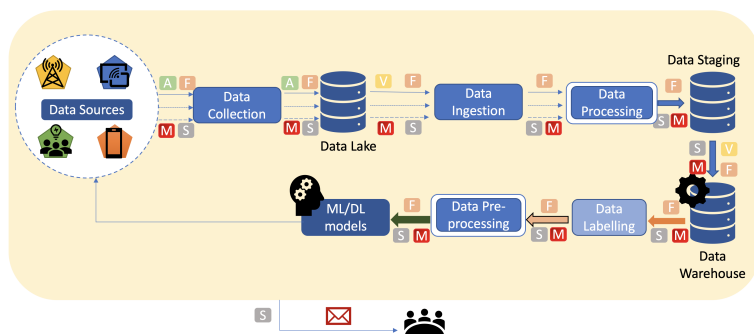 Data Staging
A F A F V F F F
Data Sources
Data
Collection
Data
Ingestion
Data
Processing
M S M S M S S M S M
Data Lake
S V
M F
ML/DL
models
F
S M
Data Pre-
processing
F
S M
Data
Labelling
F
S M
Data
Warehouse
S